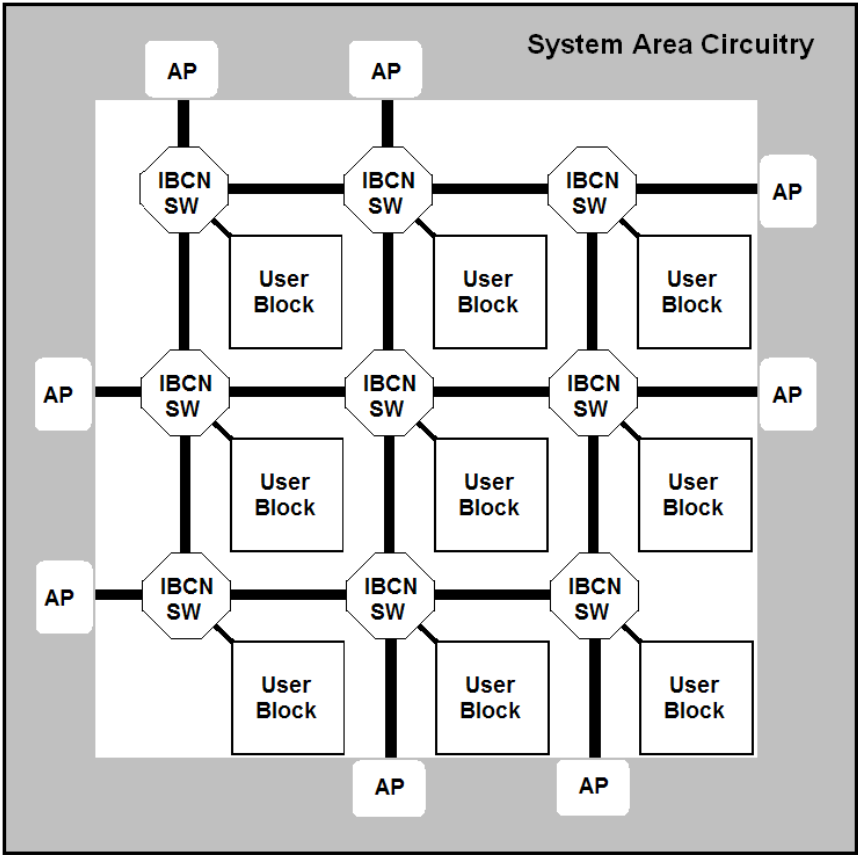 System Area Circuitry
AP
AP
IBCN
SW
IBCN
SW
IBCN
SW
AP
User
Block
User
Block
User
Block
AP
IBCN
SW
IBCN
SW
IBCN
SW
AP
User
Block
User
Block
User
Block
AP
IBCN
SW
IBCN
SW
IBCN
SW
User
Block
User
Block
User
Block
AP
AP